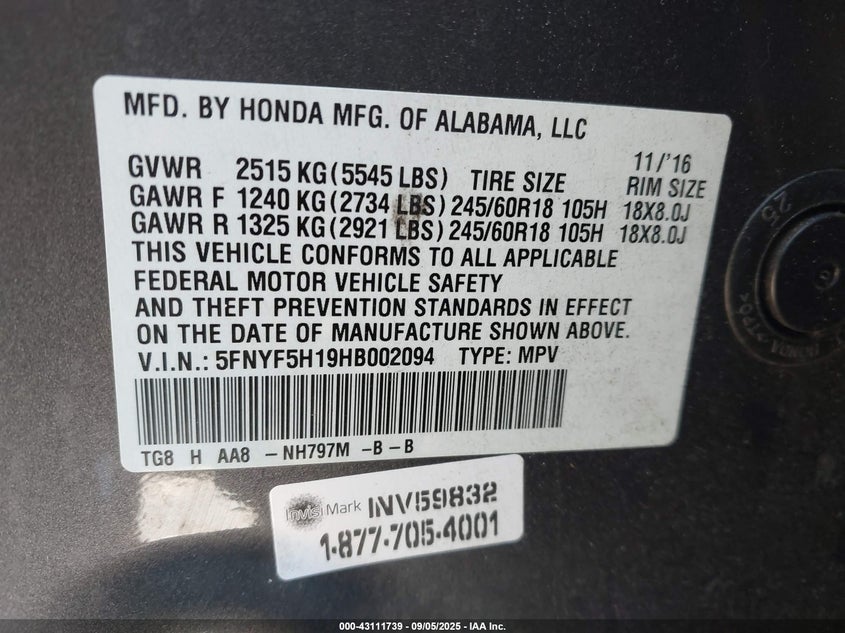 MFD. BY HONDA MFG. OF ALABAMA, LLC
11/'16
GVWR 2515 KG (5545 LBS) TIRE SIZE RIM SIZE
GAWR F 1240 KG (2734 LBS) 245/60R18 105H 18X8.0J
GAWR R 1325 KG (2921 LBS) 245/60R18 105H 18X8.0J
THIS VEHICLE CONFORMS TO ALL APPLICABLE
FEDERAL MOTOR VEHICLE SAFETY
AND THEFT PREVENTION STANDARDS IN EFFECT
ON THE DATE OF MANUFACTURE SHOWN ABOVE.
V.I.N.: 5FNYF5H19HB002094 TYPE: MPV
TG8 H AA8 - NH797M - B - B
InvisiMark INV59832
1-877-705-4001
25
>TPO<
000-43111739 - 09/05/2025 - IAA Inc.